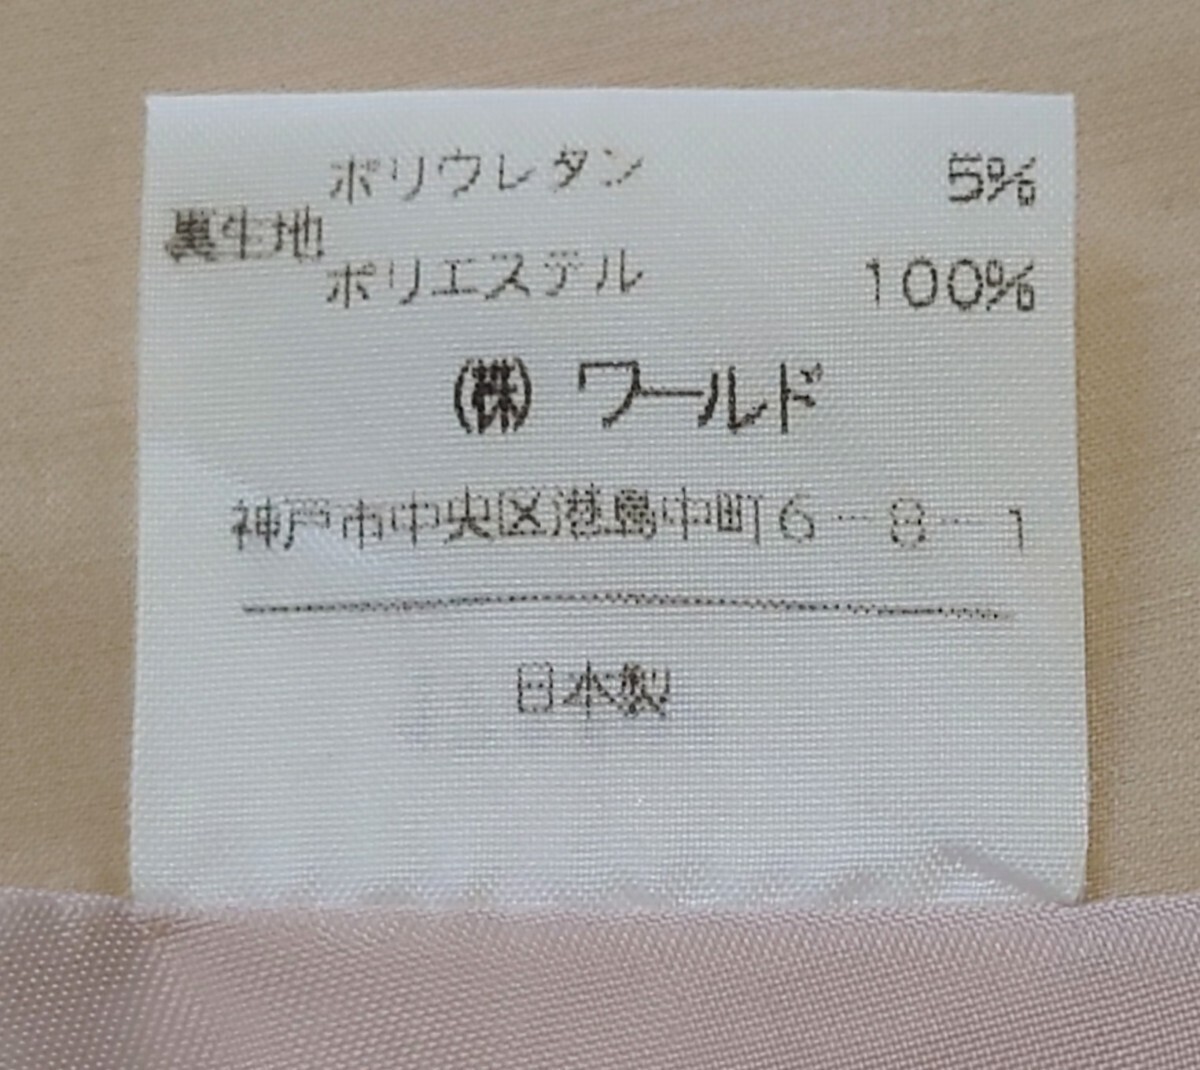 ポリウレタン 5%
裏生地
ポリエステル 100%
(株) ワールド
神戸市中央区港島中町6-8-1
日本製